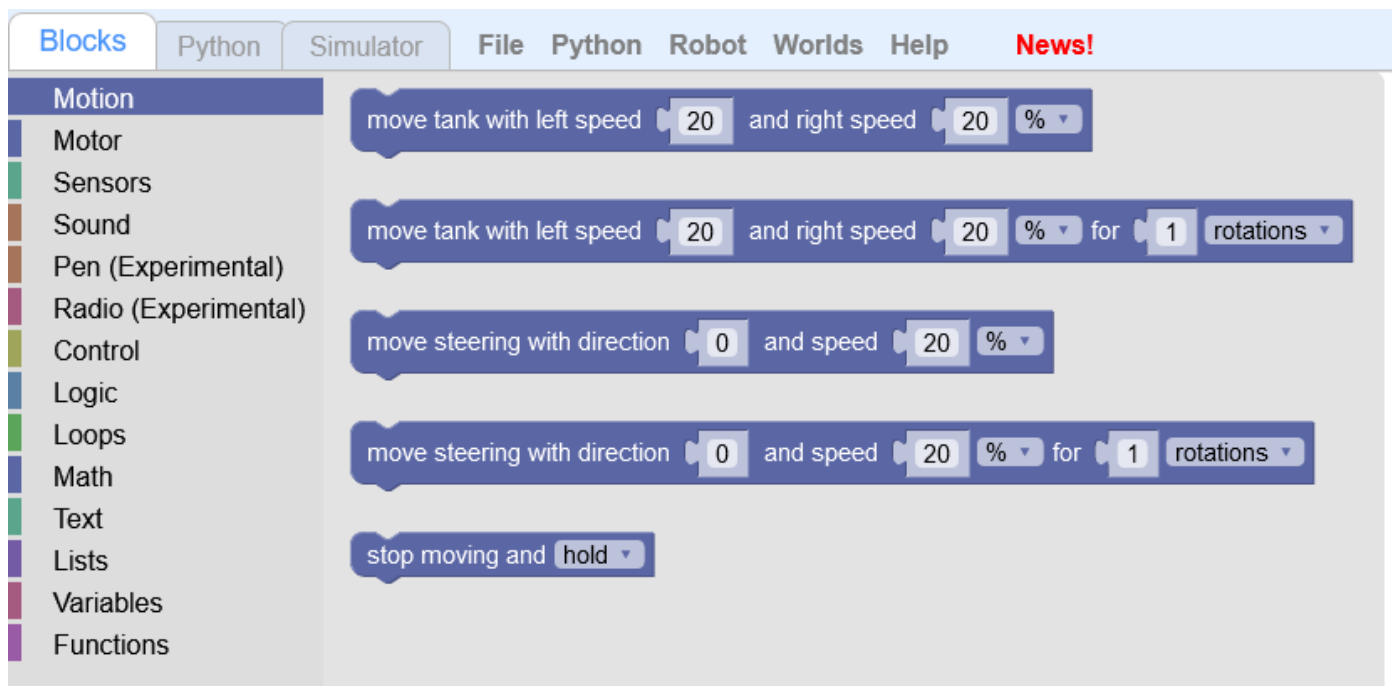 Blocks Python Simulator File Python Robot Worlds Help News!
Motion
Motor
Sensors
Sound
Pen (Experimental)
Radio (Experimental)
Control
Logic
Loops
Math
Text
Lists
Variables
Functions
move tank with left speed 20 and right speed 20 %
move tank with left speed 20 and right speed 20 % for 1 rotations
move steering with direction 0 and speed 20 %
move steering with direction 0 and speed 20 % for 1 rotations
stop moving and hold